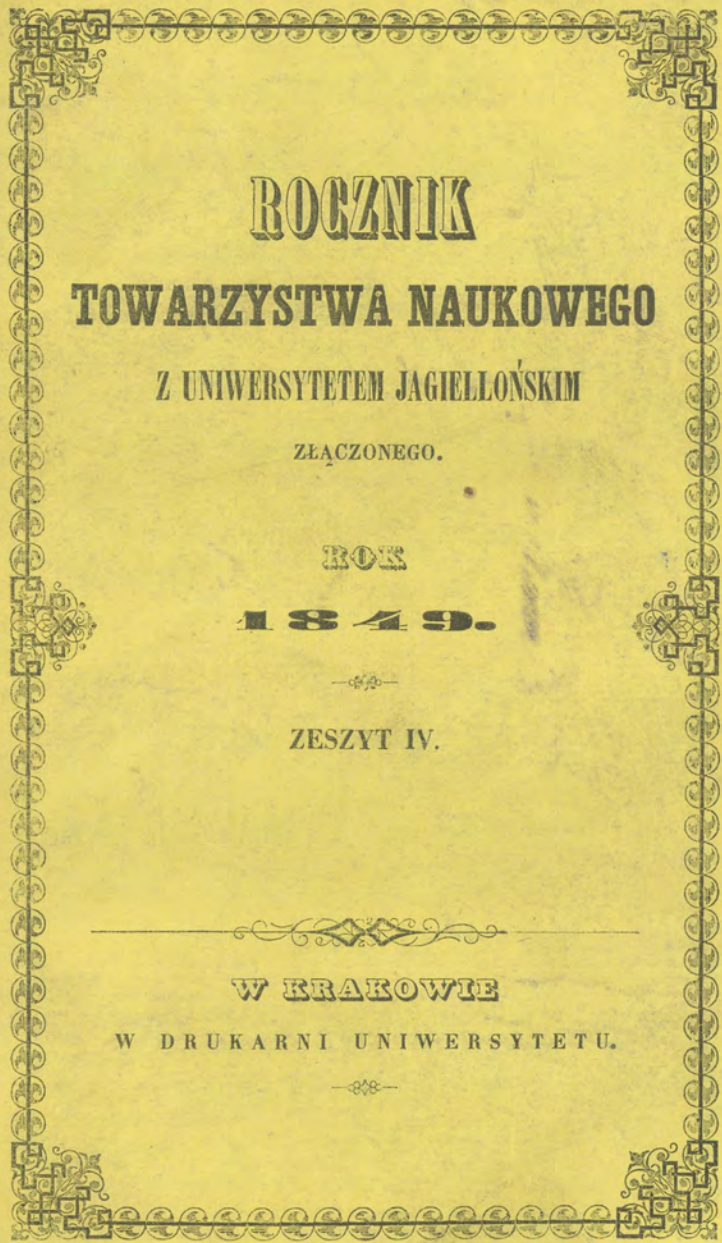 ROCZNIK
TOWARZYSTWA NAUKOWEGO
Z UNIWERSYTETEM JAGIELLOŃSKIM
ZŁĄCZONEGO.
ROK
1849.
ZESZYT IV.
W KRAKOWIE
W DRUKARNI UNIWERSYTETU.